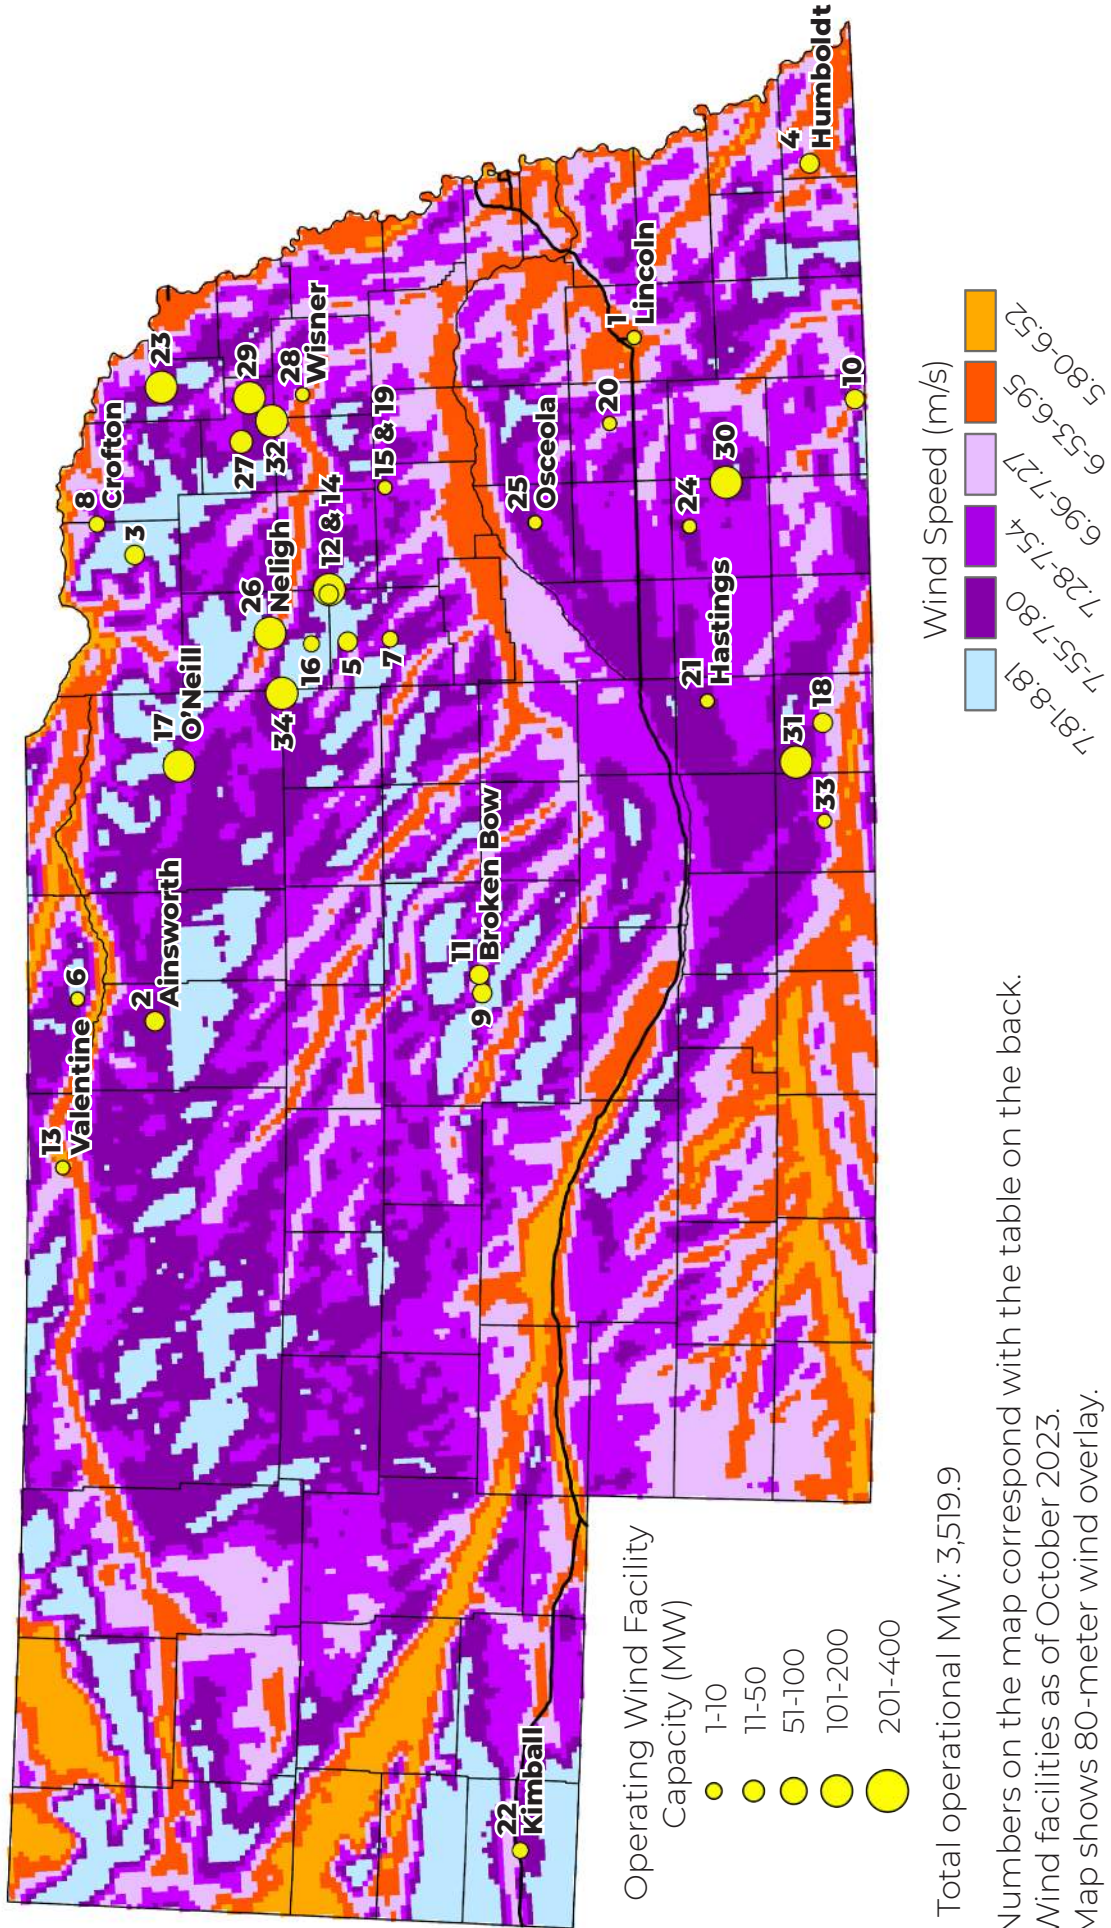 13
Valentine
6
2
Ainsworth
17
O'Neill
8
Crofton
3
23
29
27
32
28
Wisner
26
Neligh
34
16
12 & 14
5
7
15 & 19
11
Broken Bow
9
25
Osceola
1
Lincoln
20
24
30
21
Hastings
31
18
33
10
4
Humboldt
22
Kimball
Operating Wind Facility
Capacity (MW)
1-10
11-50
51-100
101-200
201-400
Wind Speed (m/s)
7.81-8.81
7-55-7.80
7.28-7.54
6.96-7.27
6-53-6.95
5.80-6.52
Total operational MW: 3,519.9
Numbers on the map correspond with the table on the back.
Wind facilities as of October 2023.
Map shows 80-meter wind overlay.